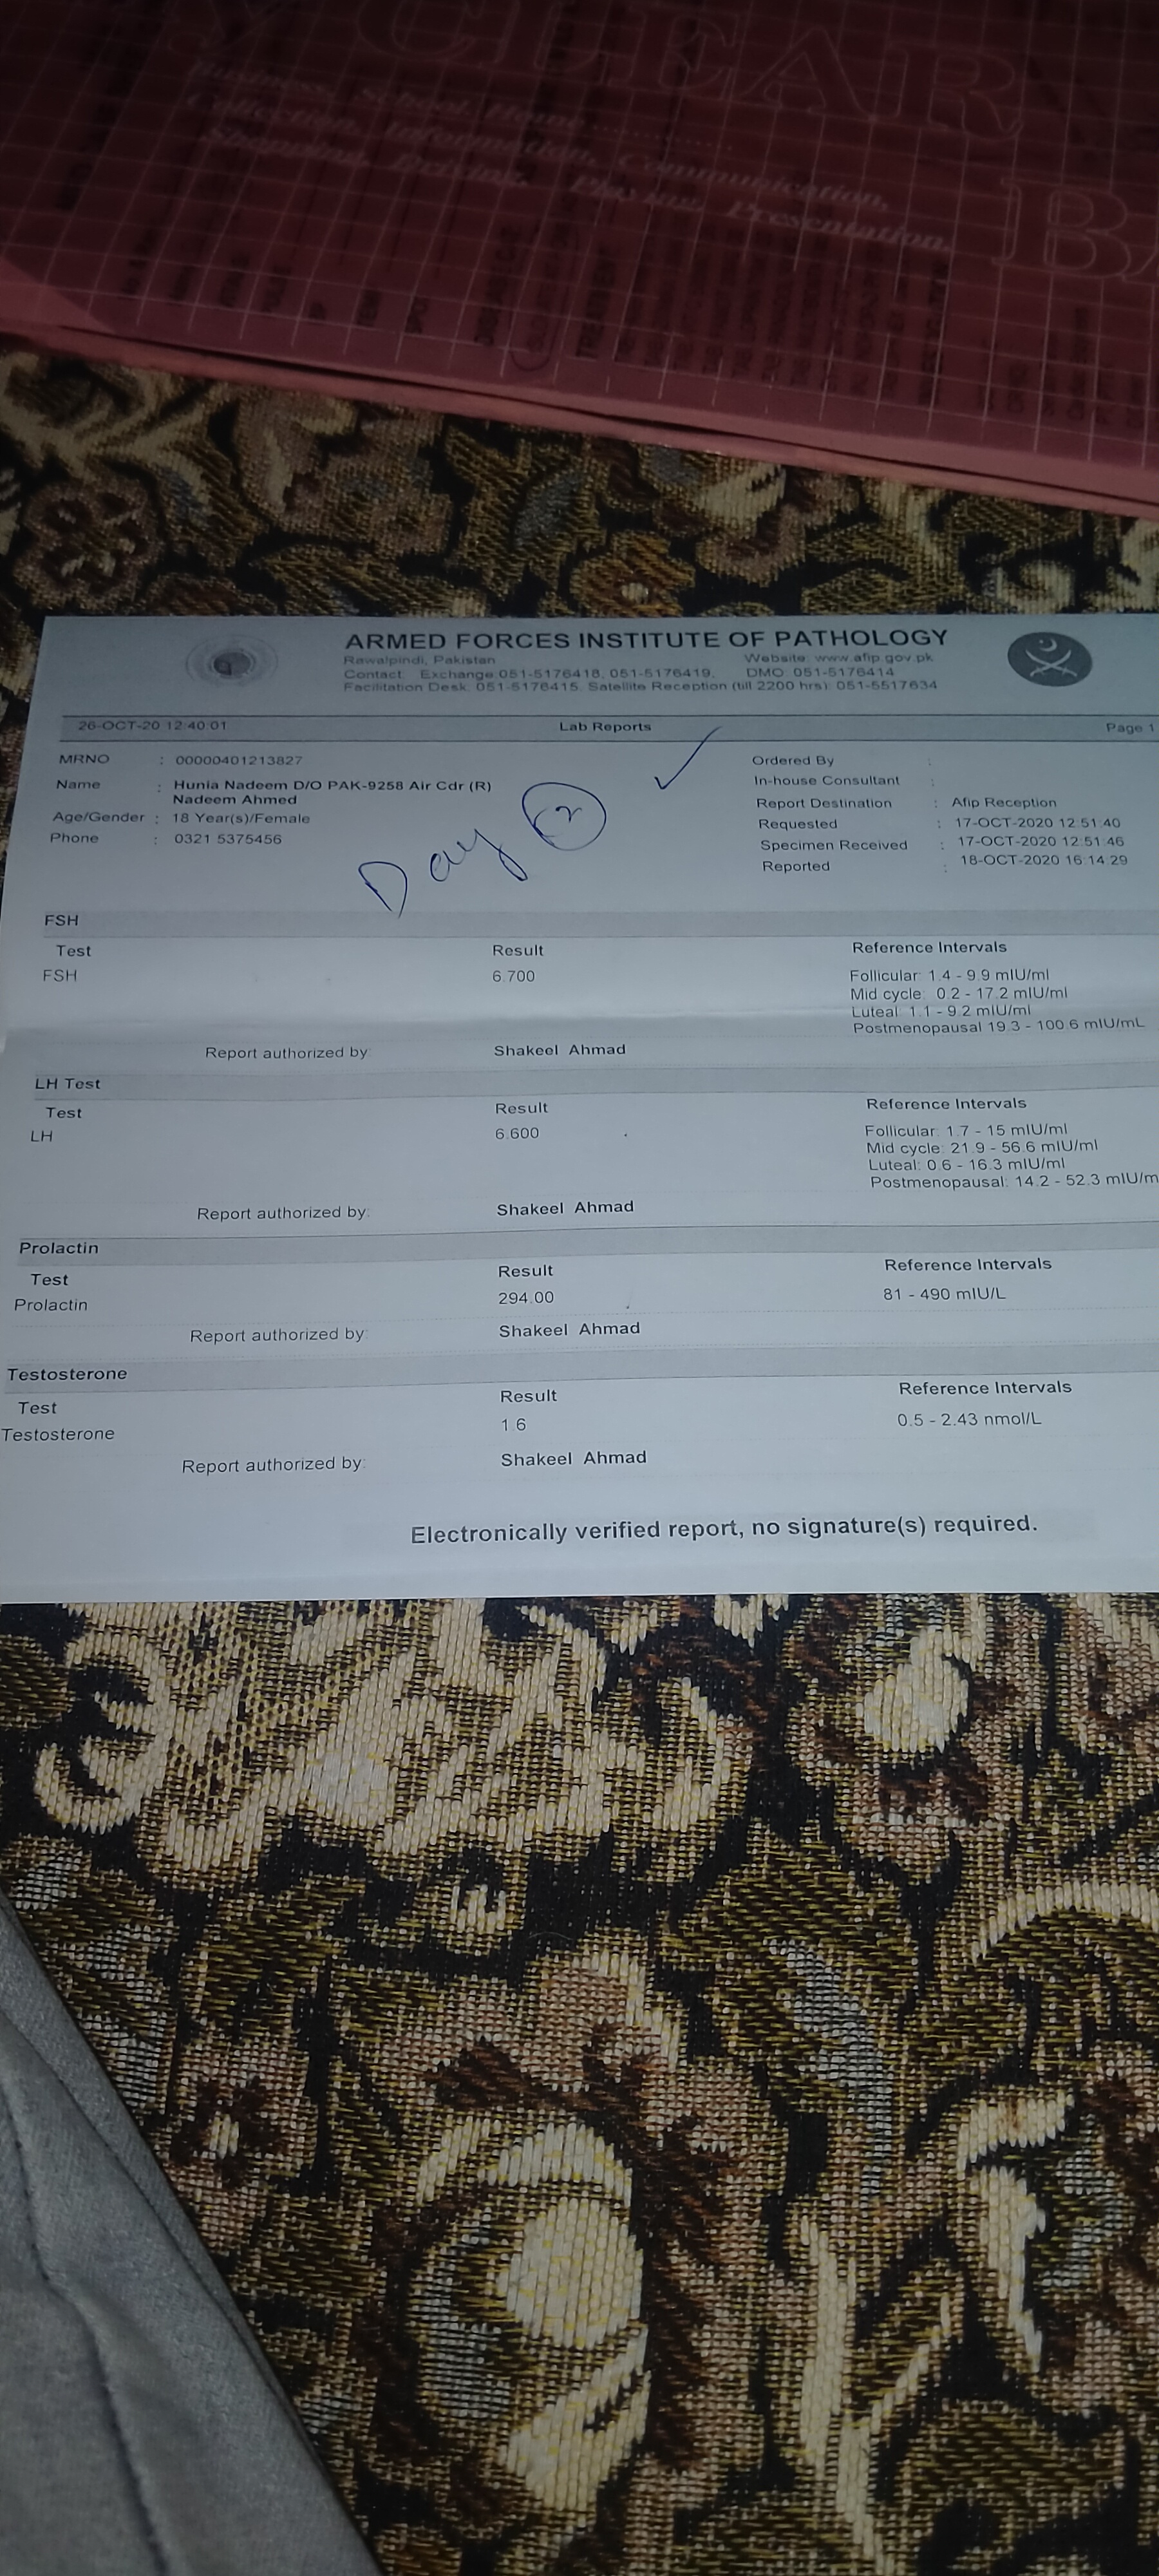 CLEAR
Business, School, Home............
Collection, Information, Communication,
Shopping, Driving, Playing, Presentation.
ARMED FORCES INSTITUTE OF PATHOLOGY
Rawalpindi, Pakistan Website: www.afip.gov.pk
Contact: Exchange 051-5176418, 051-5176419, DMO: 051-5176414
Facilitation Desk: 051-5176415, Satellite Reception (till 2200 hrs): 051-5517634
26-OCT-20 12:40:01 Lab Reports Page 1
MRNO : 00000401213827 Ordered By :
Name : Hunia Nadeem D/O PAK-9258 Air Cdr (R) In-house Consultant :
Nadeem Ahmed Report Destination : Afip Reception
Age/Gender : 18 Year(s)/Female Requested : 17-OCT-2020 12:51:40
Phone : 0321 5375456 Specimen Received : 17-OCT-2020 12:51:46
Reported : 18-OCT-2020 16:14:29
Day
FSH
Test Result Reference Intervals
FSH 6.700 Follicular: 1.4 - 9.9 mIU/ml
Mid cycle: 0.2 - 17.2 mIU/ml
Luteal: 1.1 - 9.2 mIU/ml
Postmenopausal 19.3 - 100.6 mIU/mL
Report authorized by: Shakeel Ahmad
LH Test
Test Result Reference Intervals
LH 6.600 Follicular: 1.7 - 15 mIU/ml
Mid cycle: 21.9 - 56.6 mIU/ml
Luteal: 0.6 - 16.3 mIU/ml
Postmenopausal: 14.2 - 52.3 mIU/m
Report authorized by: Shakeel Ahmad
Prolactin
Test Result Reference Intervals
Prolactin 294.00 81 - 490 mIU/L
Report authorized by: Shakeel Ahmad
Testosterone
Test Result Reference Intervals
Testosterone 1.6 0.5 - 2.43 nmol/L
Report authorized by: Shakeel Ahmad
Electronically verified report, no signature(s) required.